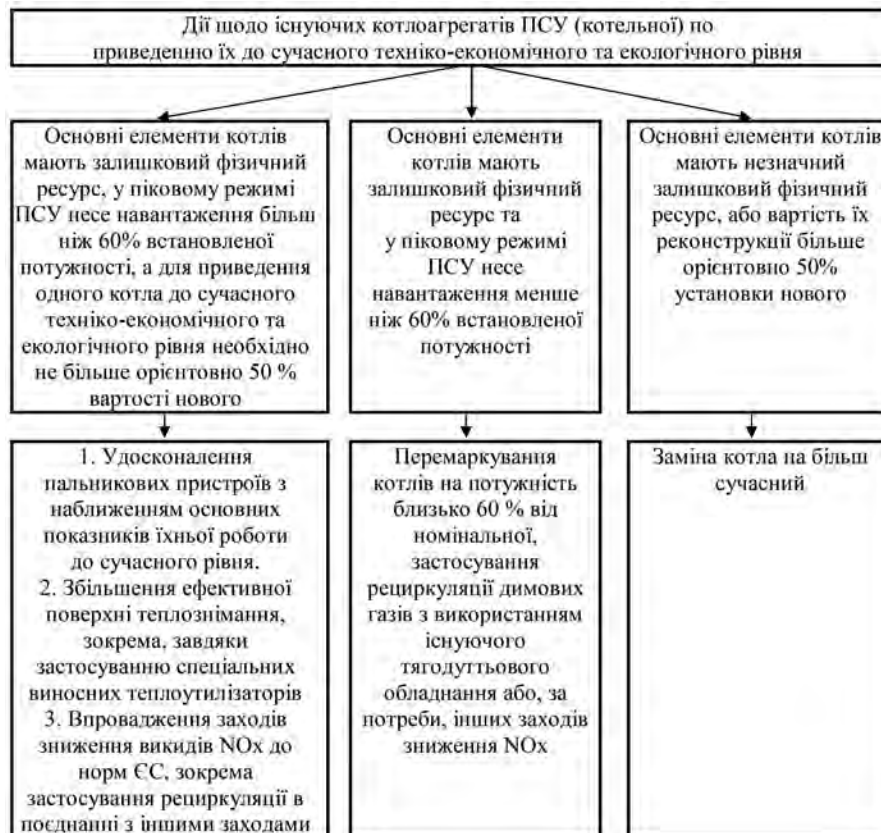 Дії щодо існуючих котлоагрегатів ПСУ (котельної) по
приведенню їх до сучасного техніко-економічного та екологічного рівня
Основні елементи котлів
мають залишковий фізичний
ресурс, у піковому режимі
ПСУ несе навантаження більш
ніж 60% встановленої
потужності, а для приведення
одного котла до сучасного
техніко-економічного та
екологічного рівня необхідно
не більше орієнтовно 50 %
вартості нового
Основні елементи
котлів мають
залишковий фізичний
ресурс та
у піковому режимі
ПСУ несе
навантаження менше
ніж 60% встановленої
потужності
Основні елементи котлів
мають незначний
залишковий фізичний
ресурс, або вартість їх
реконструкції більше
орієнтовно 50%
установки нового
1. Удосконалення
пальникових пристроїв з
наближенням основних
показників їхньої роботи
до сучасного рівня.
2. Збільшення ефективної
поверхні теплознімання,
зокрема, завдяки
застосуванню спеціальних
виносних теплоутилізаторів
3. Впровадження заходів
зниження викидів NOx до
норм ЄС, зокрема
застосування рециркуляції в
поєднанні з іншими заходами
Перемаркування
котлів на потужність
близько 60 % від
номінальної,
застосування
рециркуляції димових
газів з використанням
існуючого
тягодуттьового
обладнання або, за
потреби, інших заходів
зниження NOx
Заміна котла на більш
сучасний